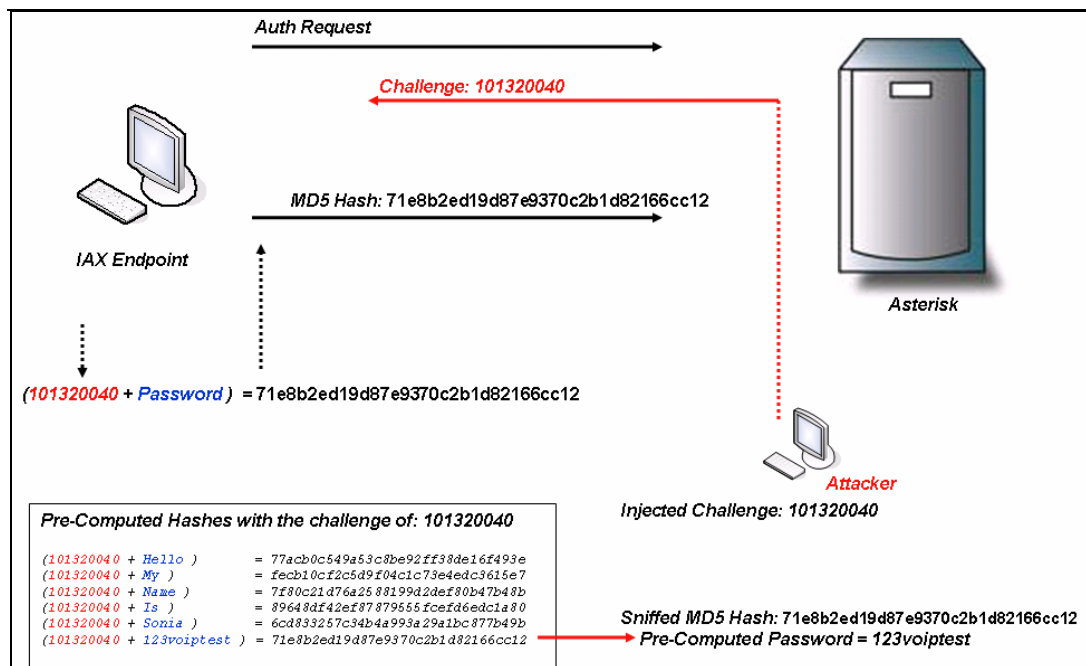 Auth Request
Challenge: 101320040
MD5 Hash: 71e8b2ed19d87e9370c2b1d82166cc12
IAX Endpoint
Asterisk
(101320040 + Password ) = 71e8b2ed19d87e9370c2b1d82166cc12
Attacker
Injected Challenge: 101320040
Pre-Computed Hashes with the challenge of: 101320040
(101320040 + Hello ) = 77acb0c549a53c8be92ff38de16f493e
(101320040 + My ) = fecb10cf2c5d9f04c1c73e4edc3615e7
(101320040 + Name ) = 7f80c21d76a2588199d2def80b47b48b
(101320040 + Is ) = 89648df42ef87879555fcefd6edc1a80
(101320040 + Sonia ) = 6cd833257c34b4a993a29a1bc877b49b
(101320040 + 123voiptest ) = 71e8b2ed19d87e9370c2b1d82166cc12
Sniffed MD5 Hash: 71e8b2ed19d87e9370c2b1d82166cc12
Pre-Computed Password = 123voiptest